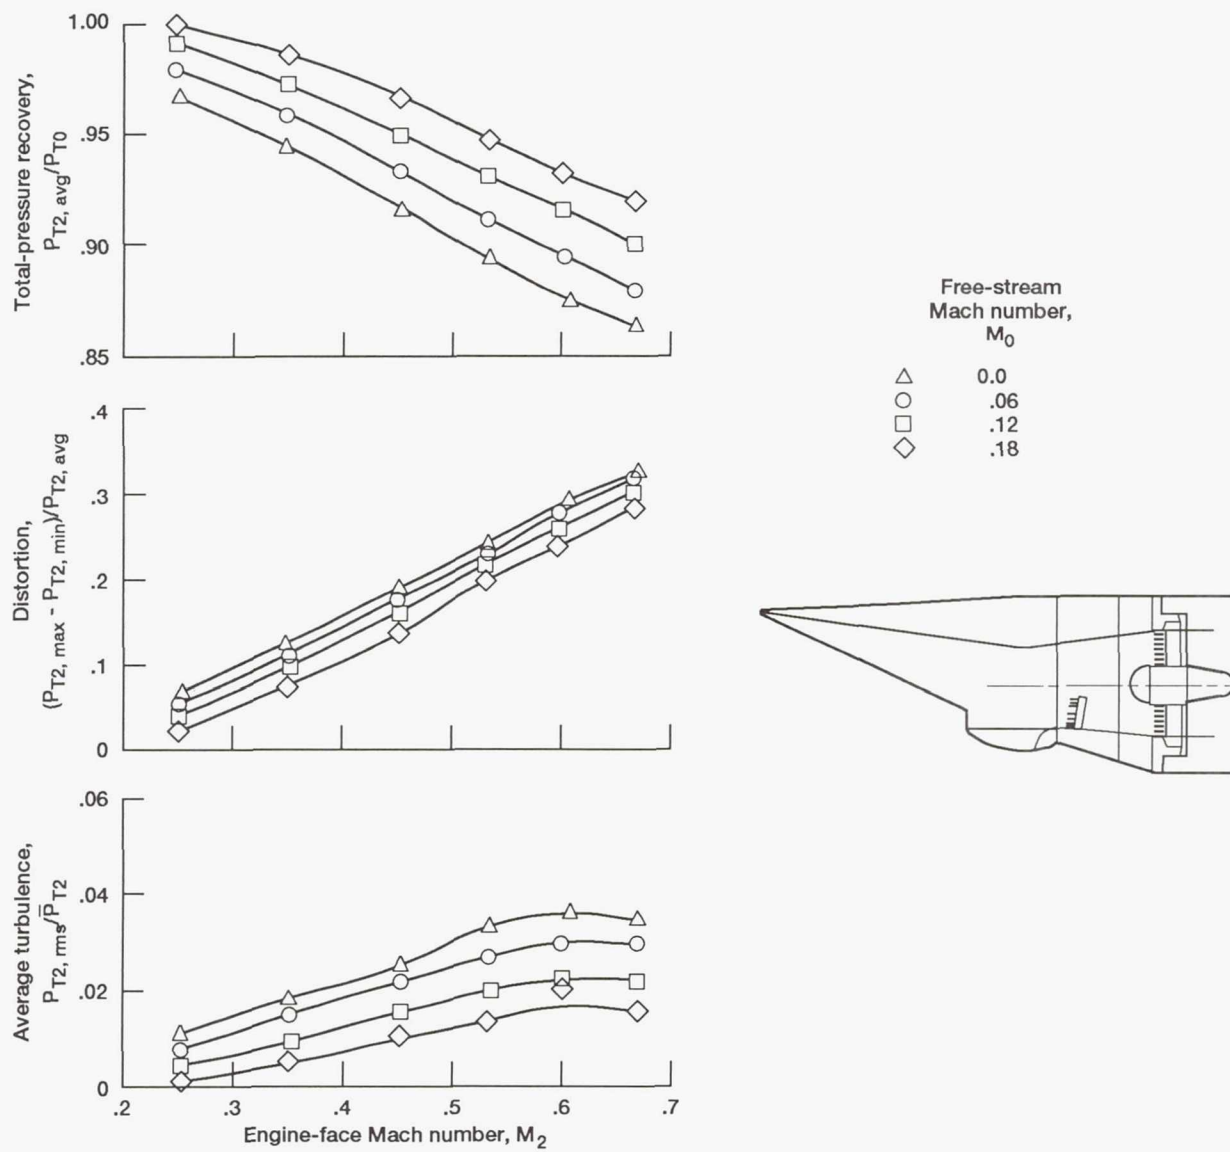 1.00
.95
.90
.85
Total-pressure recovery,
P_T2, avg/P_T0
.4
.3
.2
.1
0
Distortion,
(P_T2, max - P_T2, min)/P_T2, avg
.06
.04
.02
0
Average turbulence,
P_T2, rms/P̅_T2
.2 .3 .4 .5 .6 .7
Engine-face Mach number, M_2
Free-stream
Mach number,
M_0
0.0
.06
.12
.18